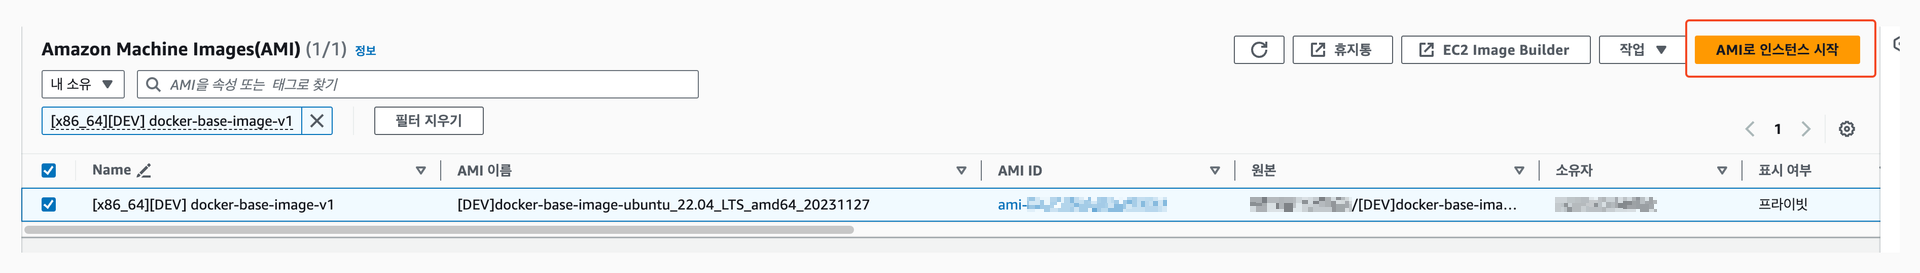 Amazon Machine Images(AMI) (1/1) 정보
휴지통
EC2 Image Builder
작업
AMI로 인스턴스 시작
내 소유
AMI을 속성 또는 태그로 찾기
[x86_64][DEV] docker-base-image-v1
필터 지우기
1
Name
AMI 이름
AMI ID
원본
소유자
표시 여부
[x86_64][DEV] docker-base-image-v1
[DEV]docker-base-image-ubuntu_22.04_LTS_amd64_20231127
ami-
/[DEV]docker-base-ima...
프라이빗